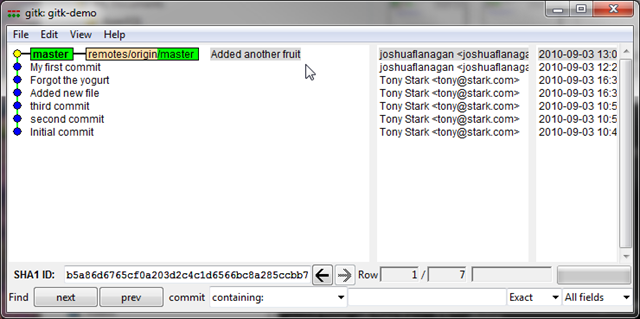 gitk: gitk-demo
File Edit View Help
master remotes/origin/master Added another fruit joshuaflanagan <joshuaflanaga 2010-09-03 13:0
My first commit joshuaflanagan <joshuaflanaga 2010-09-03 12:2
Forgot the yogurt Tony Stark <tony@stark.com> 2010-09-03 16:3
Added new file Tony Stark <tony@stark.com> 2010-09-03 16:3
third commit Tony Stark <tony@stark.com> 2010-09-03 10:5
second commit Tony Stark <tony@stark.com> 2010-09-03 10:5
Initial commit Tony Stark <tony@stark.com> 2010-09-03 10:4
SHA1 ID: b5a86d6765cf0a203d2c4c1d6566bc8a285ccbb7 Row 1 / 7
Find next prev commit containing: Exact All fields